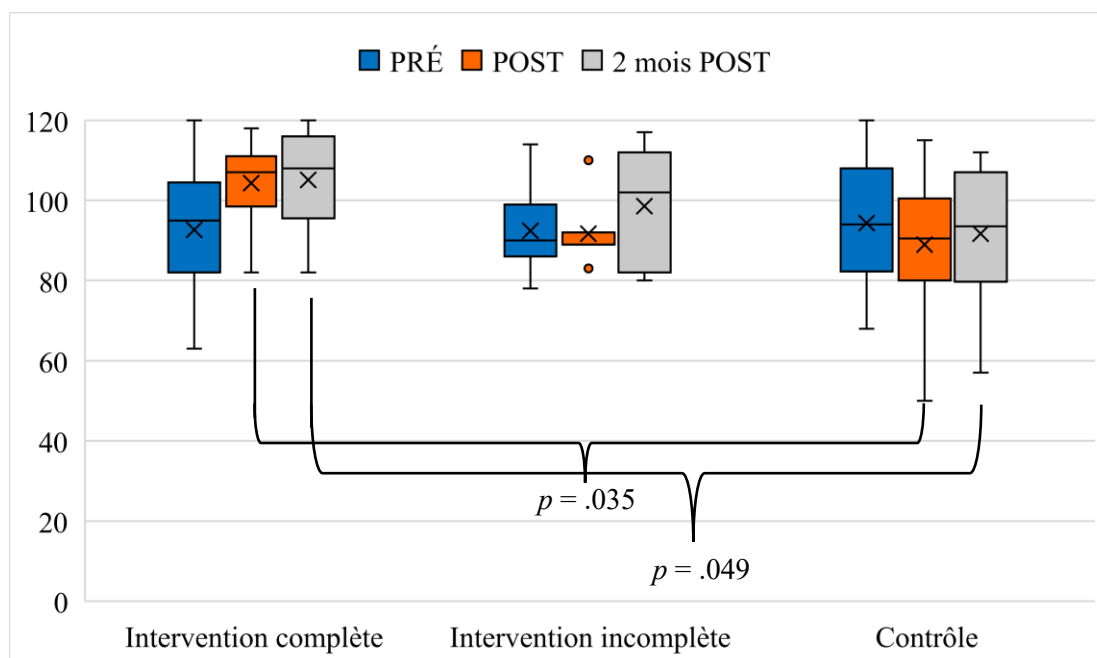 PRÉ POST 2 mois POST
120
100
80
60
40
20
0
p = .035
p = .049
Intervention complète Intervention incomplète Contrôle